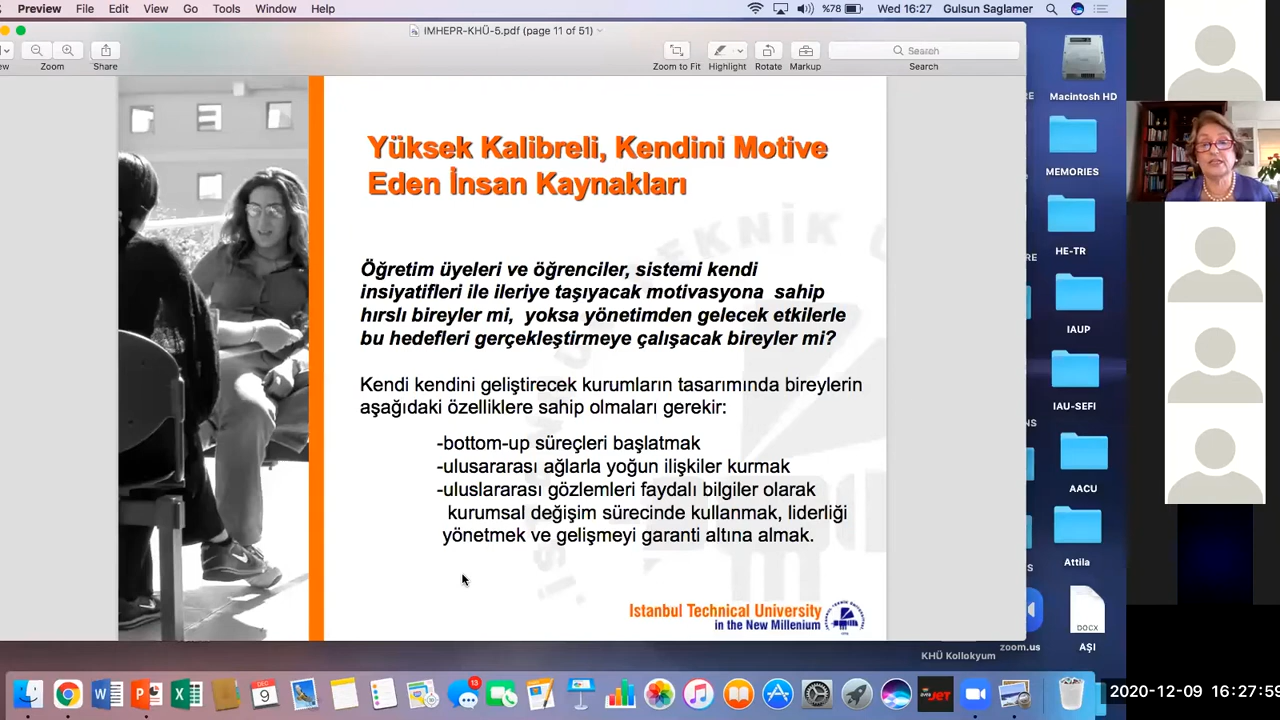 Preview File Edit View Go Tools Window Help %78 Wed 16:27 Gulsun Saglamer
IMHEPR-KHÜ-5.pdf (page 11 of 51)
Search
Zoom Share Zoom to Fit Highlight Rotate Markup Search
Yüksek Kalibreli, Kendini Motive
Eden İnsan Kaynakları
Öğretim üyeleri ve öğrenciler, sistemi kendi
insiyatifleri ile ileriye taşıyacak motivasyona sahip
hırslı bireyler mi, yoksa yönetimden gelecek etkilerle
bu hedefleri gerçekleştirmeye çalışacak bireyler mi?
Kendi kendini geliştirecek kurumların tasarımında bireylerin
aşağıdaki özelliklere sahip olmaları gerekir:
-bottom-up süreçleri başlatmak
-ulusararası ağlarla yoğun ilişkiler kurmak
-uluslararası gözlemleri faydalı bilgiler olarak
kurumsal değişim sürecinde kullanmak, liderliği
yönetmek ve gelişmeyi garanti altına almak.
Istanbul Technical University
in the New Millenium
Macintosh HD
MEMORIES
HE-TR
IAUP
IAU-SEFI
AACU
Attila
DOCX
AŞI
zoom.us
KHÜ Kollokyum
DEC
9
13
JET
2020-12-09 16:27:59